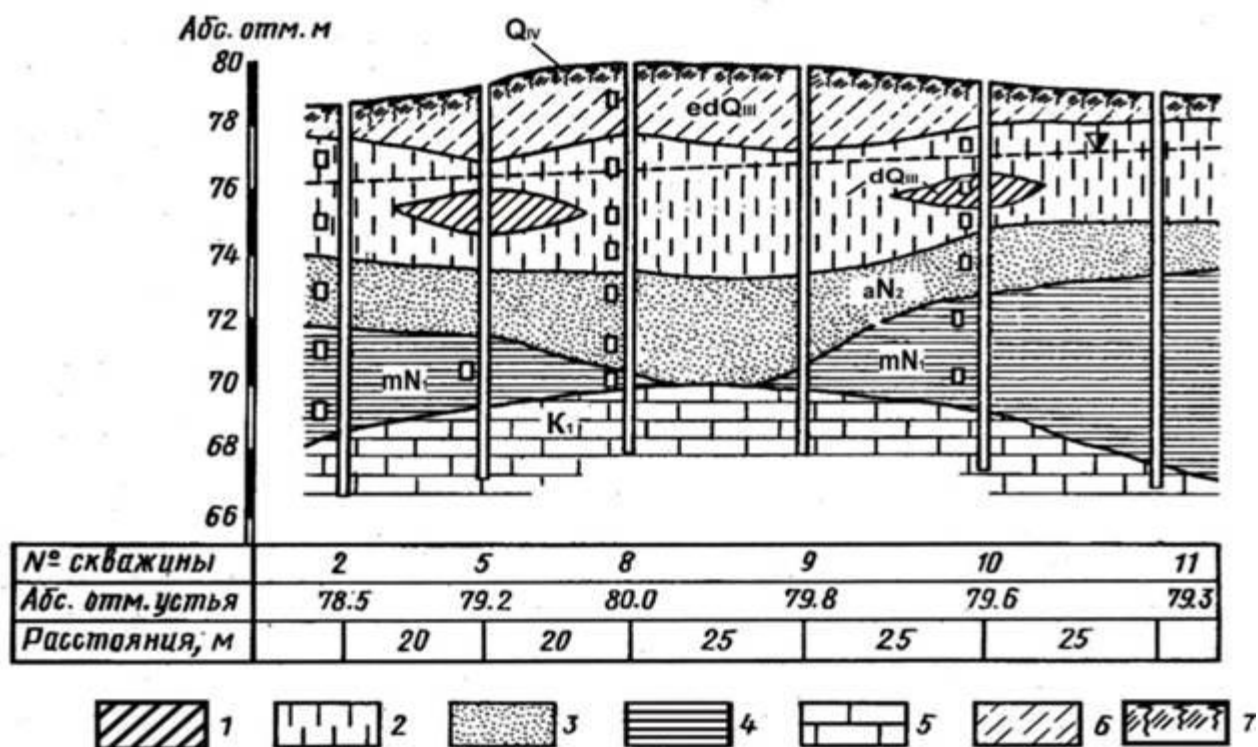 Абс. отм. м
QIV
80
edQIII
78
76
dQIII
74
aN2
72
mN1
mN1
70
K1
68
66
№ скважины 2 5 8 9 10 11
Абс. отм. устья 78.5 79.2 80.0 79.8 79.6 79.3
Расстояния, м 20 20 25 25 25
1 2 3 4 5 6 7